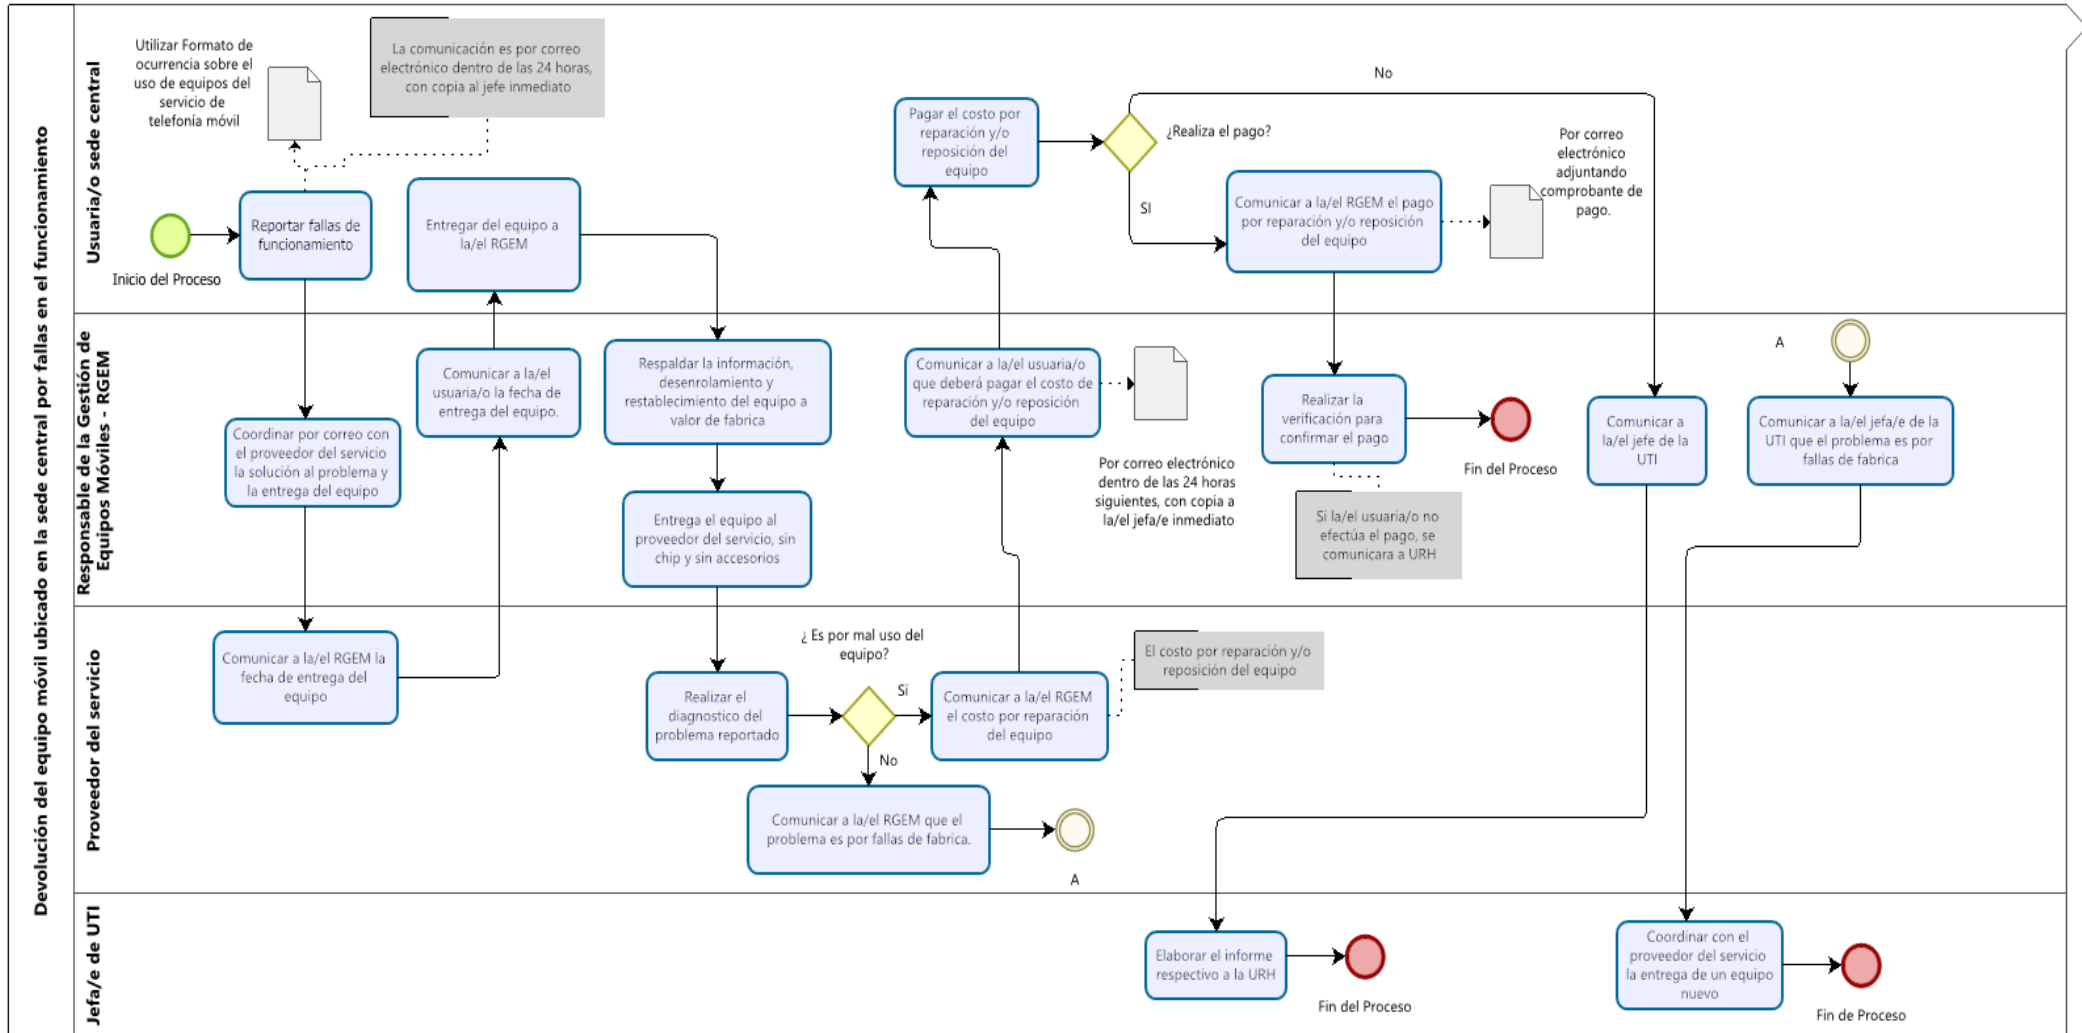 Devolución del equipo móvil ubicado en la sede central por fallas en el funcionamiento
Usuaria/o sede central
Utilizar Formato de
ocurrencia sobre el
uso de equipos del
servicio de
telefonía móvil
La comunicación es por correo
electrónico dentro de las 24 horas,
con copia al jefe inmediato
Inicio del Proceso
Reportar fallas de
funcionamiento
Entregar del equipo a
la/el RGEM
Pagar el costo por
reparación y/o
reposición del
equipo
¿Realiza el pago?
No
SI
Comunicar a la/el RGEM el pago
por reparación y/o reposición
del equipo
Por correo
electrónico
adjuntando
comprobante de
pago.
Responsable de la Gestión de
Equipos Móviles - RGEM
Coordinar por correo con
el proveedor del servicio
la solución al problema y
la entrega del equipo
Comunicar a la/el
usuaria/o la fecha de
entrega del equipo.
Respaldar la información,
desenrolamiento y
restablecimiento del equipo a
valor de fabrica
Entrega el equipo al
proveedor del servicio, sin
chip y sin accesorios
Comunicar a la/el usuaria/o
que deberá pagar el costo de
reparación y/o reposición
del equipo
Por correo electrónico
dentro de las 24 horas
siguientes, con copia a
la/el jefa/e inmediato
Realizar la
verificación para
confirmar el pago
Fin del Proceso
Si la/el usuaria/o no
efectúa el pago, se
comunicara a URH
Comunicar a
la/el jefe de la
UTI
A
Comunicar a la/el jefa/e de la
UTI que el problema es por
fallas de fabrica
Proveedor del servicio
Comunicar a la/el RGEM la
fecha de entrega del
equipo
Realizar el
diagnostico del
problema reportado
¿ Es por mal uso del
equipo?
Si
No
Comunicar a la/el RGEM
el costo por reparación
del equipo
El costo por reparación y/o
reposición del equipo
Comunicar a la/el RGEM que el
problema es por fallas de fabrica.
A
Jefa/e de UTI
Elaborar el informe
respectivo a la URH
Fin del Proceso
Coordinar con el
proveedor del servicio
la entrega de un equipo
nuevo
Fin de Proceso